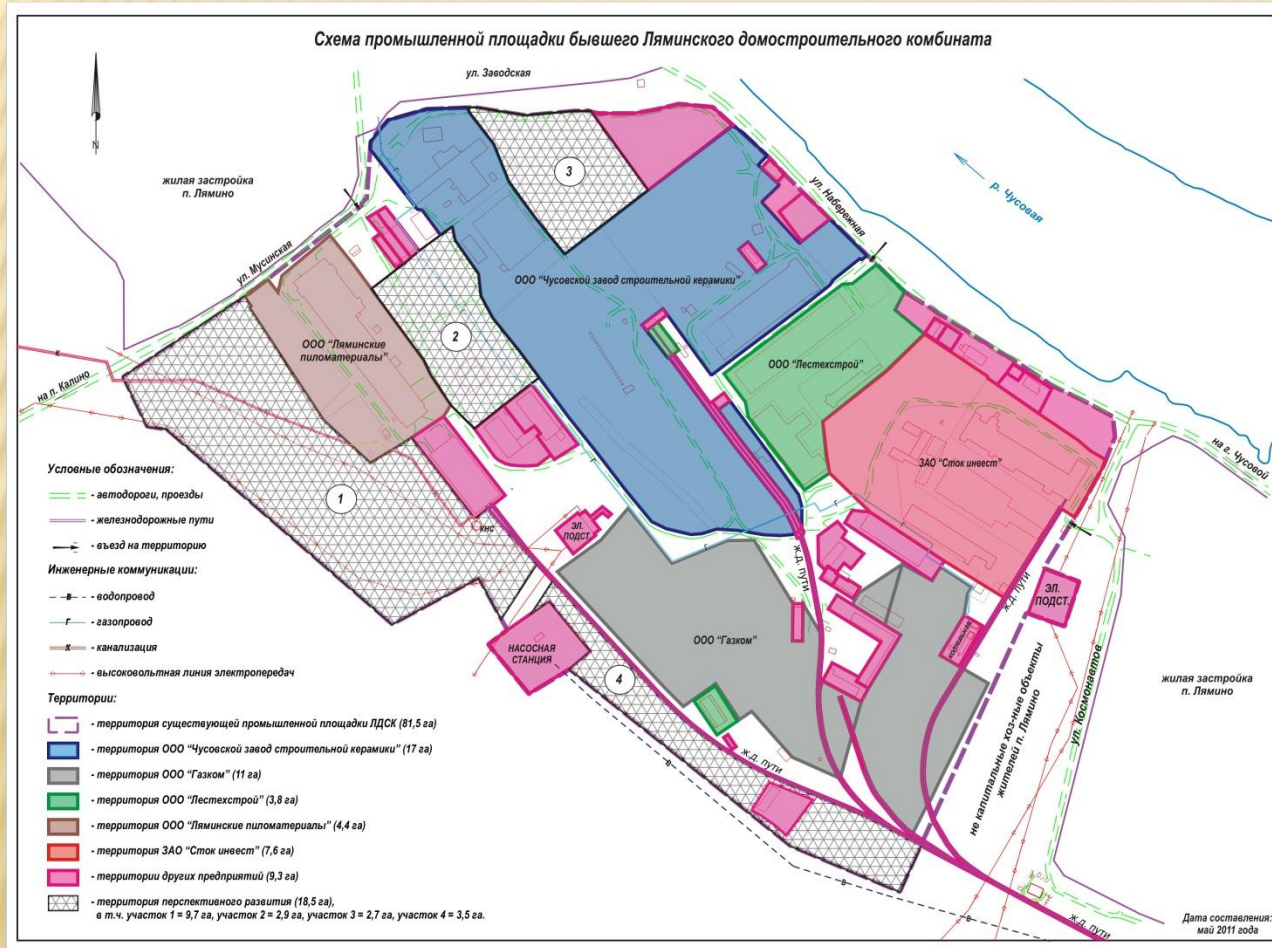 Схема промышленной площадки бывшего Ляминского домостроительного комбината
ул. Заводская
N
жилая застройка
п. Лямино
3
ул. Набережная
р. Чусовая
ул. Мусинская
ООО "Чусовской завод строительной керамики"
2
ООО "Ляминские
пиломатериалы"
ООО "Лестехстрой"
К
на п. Калино
ЗАО "Сток инвест"
на г. Чусовой
1
кнс
ЭЛ.
ПОДСТ.
Г
Г
Г
Г
ж.д. пути
ж.д. пути
ЭЛ.
ПОДСТ.
ООО "Газком"
котельная
НАСОСНАЯ
СТАНЦИЯ
4
ж.д. пути
не капитальные хоз-ные объекты
жителей п. Лямино
ул. Космонавтов
жилая застройка
п. Лямино
В
В
В
В
ж.д. пути
Условные обозначения:
- автодороги, проезды
- железнодорожные пути
- въезд на территорию
Инженерные коммуникации:
В - водопровод
Г - газопровод
К - канализация
- высоковольтная линия электропередач
Территории:
- территория существующей промышленной площадки ЛДСК (81,5 га)
- территория ООО "Чусовской завод строительной керамики" (17 га)
- территория ООО "Газком" (11 га)
- территория ООО "Лестехстрой" (3,8 га)
- территория ООО "Ляминские пиломатериалы" (4,4 га)
- территория ЗАО "Сток инвест" (7,6 га)
- территории других предприятий (9,3 га)
- территория перспективного развития (18,5 га),
в т.ч. участок 1 = 9,7 га, участок 2 = 2,9 га, участок 3 = 2,7 га, участок 4 = 3,5 га.
Дата составления:
май 2011 года